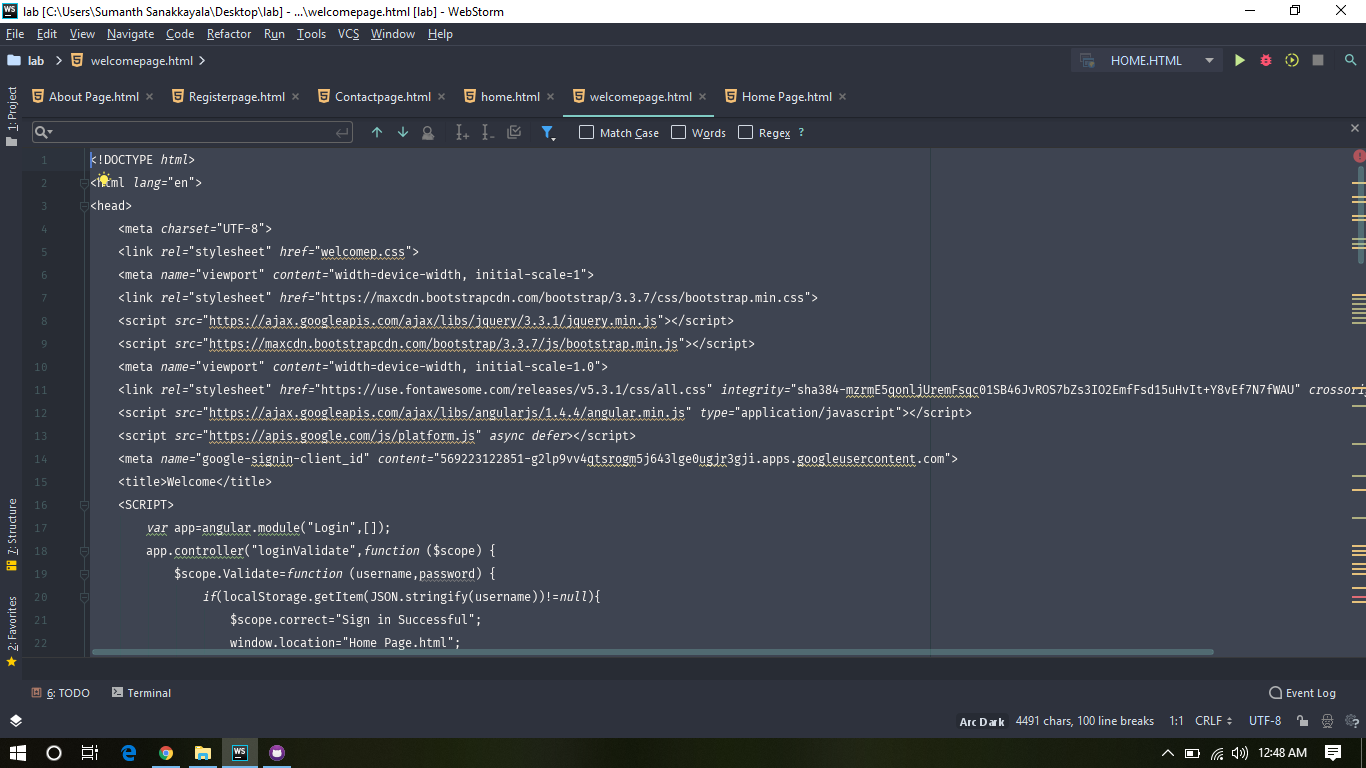 WS lab [C:\Users\Sumanth Sanakkayala\Desktop\lab] - ...\welcomepage.html [lab] - WebStorm
File Edit View Navigate Code Refactor Run Tools VCS Window Help
lab welcomepage.html HOME.HTML
About Page.html Registerpage.html Contactpage.html home.html welcomepage.html Home Page.html
Match Case Words Regex ?
1: Project
1 <!DOCTYPE html>
2 <html lang="en">
3 <head>
4 <meta charset="UTF-8">
5 <link rel="stylesheet" href="welcomep.css">
6 <meta name="viewport" content="width=device-width, initial-scale=1">
7 <link rel="stylesheet" href="https://maxcdn.bootstrapcdn.com/bootstrap/3.3.7/css/bootstrap.min.css">
8 <script src="https://ajax.googleapis.com/ajax/libs/jquery/3.3.1/jquery.min.js"></script>
9 <script src="https://maxcdn.bootstrapcdn.com/bootstrap/3.3.7/js/bootstrap.min.js"></script>
10 <meta name="viewport" content="width=device-width, initial-scale=1.0">
11 <link rel="stylesheet" href="https://use.fontawesome.com/releases/v5.3.1/css/all.css" integrity="sha384-mzrmE5qonljUremFsqc01SB46JvROS7bZs3IO2EmfFsd15uHvIt+Y8vEf7N7fWAU" crossori
12 <script src="https://ajax.googleapis.com/ajax/libs/angularjs/1.4.4/angular.min.js" type="application/javascript"></script>
13 <script src="https://apis.google.com/js/platform.js" async defer></script>
14 <meta name="google-signin-client_id" content="569223122851-g2lp9vv4qtsrogm5j643lge0ugjr3gji.apps.googleusercontent.com">
15 <title>Welcome</title>
16 <SCRIPT>
17 var app=angular.module("Login",[]);
18 app.controller("loginValidate",function ($scope) {
19 $scope.Validate=function (username,password) {
20 if(localStorage.getItem(JSON.stringify(username))!=null){
21 $scope.correct="Sign in Successful";
22 window.location="Home Page.html";
7: Structure
2: Favorites
6: TODO Terminal Event Log
Arc Dark 4491 chars, 100 line breaks 1:1 CRLF UTF-8
WS 12:48 AM